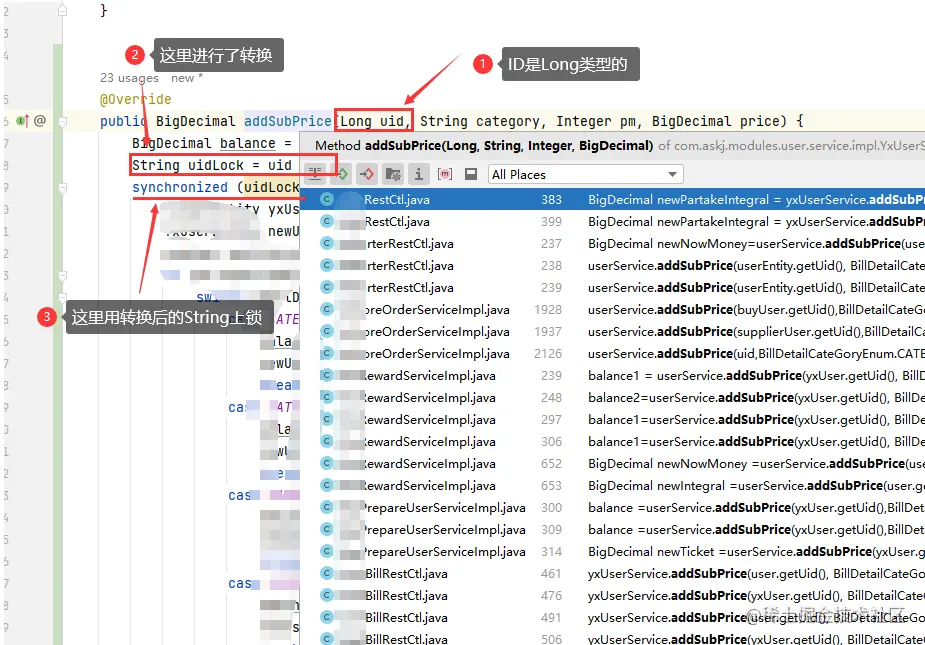 }
2 这里进行了转换
1 ID是Long类型的
23 usages new *
@Override
public BigDecimal addSubPrice(Long uid, String category, Integer pm, BigDecimal price) {
BigDecimal balance =
Method addSubPrice(Long, String, Integer, BigDecimal) of com.askj.modules.user.service.impl.YxUserS
String uidLock = uid
All Places
synchronized (uidLock
RestCtl.java 383 BigDecimal newPartakeIntegral = yxUserService.addSubP
RestCtl.java 399 BigDecimal newPartakeIntegral = yxUserService.addSubP
rterRestCtl.java 237 BigDecimal newNowMoney=userService.addSubPrice(use
rterRestCtl.java 238 userService.addSubPrice(userEntity.getUid(), BillDetailCate
rterRestCtl.java 239 userService.addSubPrice(userEntity.getUid(), BillDetailCate
3 这里用转换后的String上锁
oreOrderServiceImpl.java 1928 userService.addSubPrice(buyUser.getUid(),BillDetailCateG
oreOrderServiceImpl.java 1937 userService.addSubPrice(supplierUser.getUid(),BillDetailC
oreOrderServiceImpl.java 2126 userService.addSubPrice(uid,BillDetailCateGoryEnum.CATE
RewardServiceImpl.java 239 balance1 = userService.addSubPrice(yxUser.getUid(), BillD
RewardServiceImpl.java 248 balance2=userService.addSubPrice(yxUser.getUid(), BillDe
RewardServiceImpl.java 297 balance1=userService.addSubPrice(yxUser.getUid(), BillDe
RewardServiceImpl.java 306 balance1=userService.addSubPrice(yxUser.getUid(), BillDe
RewardServiceImpl.java 652 BigDecimal newNowMoney =userService.addSubPrice(use
RewardServiceImpl.java 653 BigDecimal newIntegral =userService.addSubPrice(user.g
PrepareUserServiceImpl.java 300 balance =userService.addSubPrice(yxUser.getUid(),BillDeta
PrepareUserServiceImpl.java 309 balance =userService.addSubPrice(yxUser.getUid(),BillDeta
PrepareUserServiceImpl.java 314 BigDecimal newTicket =userService.addSubPrice(yxUser.g
BillRestCtl.java 461 yxUserService.addSubPrice(user.getUid(), BillDetailCateGo
BillRestCtl.java 476 yxUserService.addSubPrice(user.getUid(), BillDetailCateGo
BillRestCtl.java 491 yxUserService.addSubPrice(user.getUid(), BillDetailCateGo
BillRestCtl.java 506 yxUserService.addSubPrice(user.getUid(), BillDetailCateGo
@稀土掘金技术社区